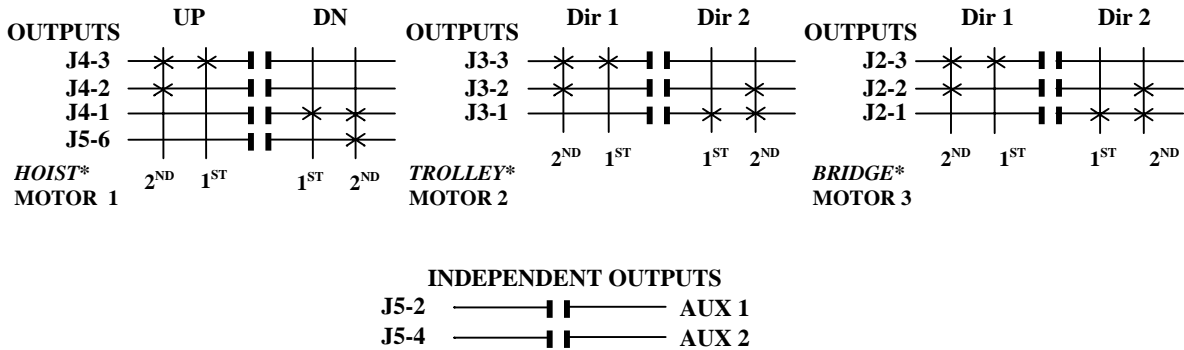 UP DN
OUTPUTS
J4-3
J4-2
J4-1
J5-6
2ND 1ST 1ST 2ND
HOIST*
MOTOR 1
Dir 1 Dir 2
OUTPUTS
J3-3
J3-2
J3-1
2ND 1ST 1ST 2ND
TROLLEY*
MOTOR 2
Dir 1 Dir 2
OUTPUTS
J2-3
J2-2
J2-1
2ND 1ST 1ST 2ND
BRIDGE*
MOTOR 3
INDEPENDENT OUTPUTS
J5-2 AUX 1
J5-4 AUX 2